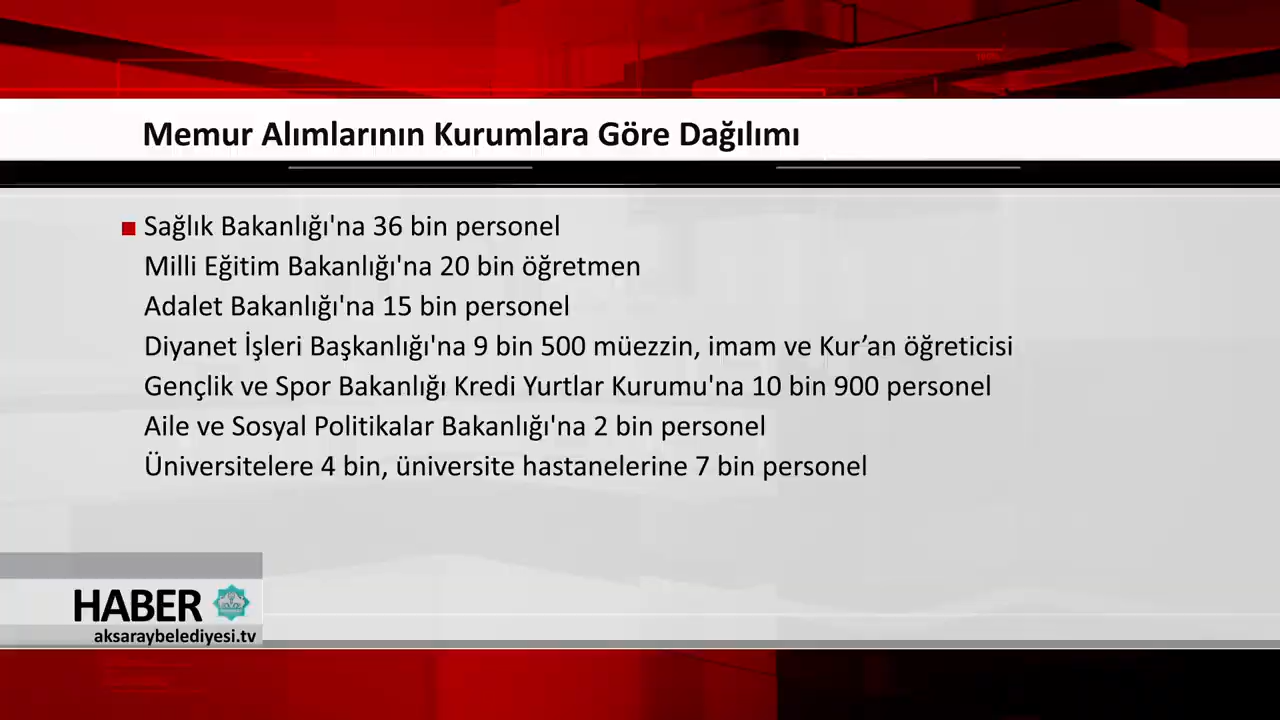 Memur Alımlarının Kurumlara Göre Dağılımı
Sağlık Bakanlığı'na 36 bin personel
Milli Eğitim Bakanlığı'na 20 bin öğretmen
Adalet Bakanlığı'na 15 bin personel
Diyanet İşleri Başkanlığı'na 9 bin 500 müezzin, imam ve Kur’an öğreticisi
Gençlik ve Spor Bakanlığı Kredi Yurtlar Kurumu'na 10 bin 900 personel
Aile ve Sosyal Politikalar Bakanlığı'na 2 bin personel
Üniversitelere 4 bin, üniversite hastanelerine 7 bin personel
HABER
aksaraybelediyesi.tv